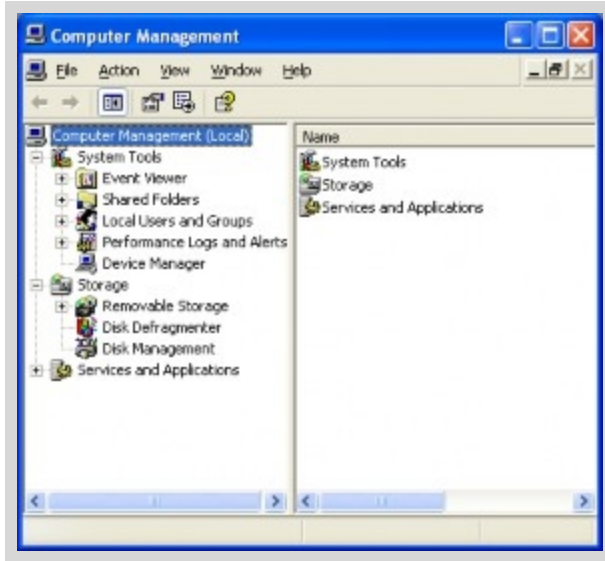 Computer Management
File Action View Window Help
Computer Management (Local)
System Tools
Event Viewer
Shared Folders
Local Users and Groups
Performance Logs and Alerts
Device Manager
Storage
Removable Storage
Disk Defragmenter
Disk Management
Services and Applications
Name
System Tools
Storage
Services and Applications